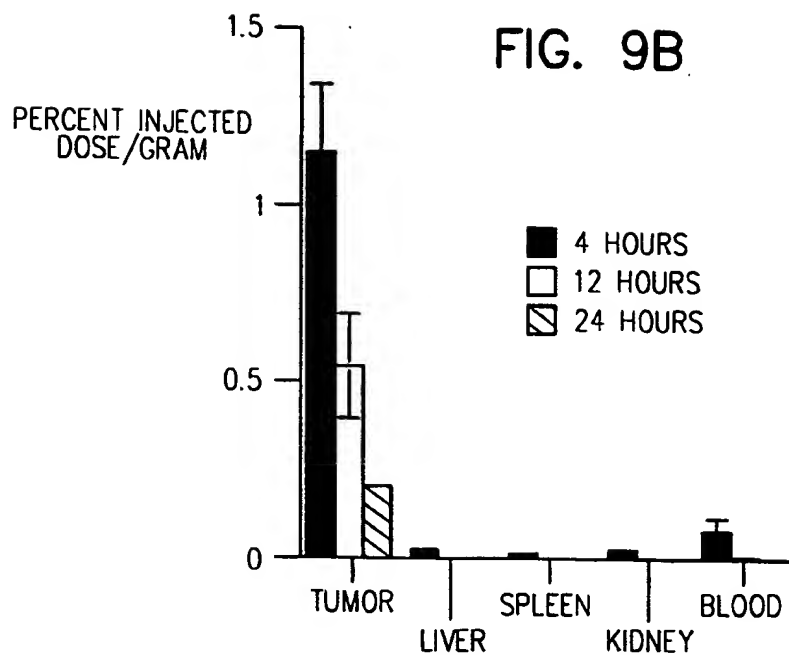 FIG. 9B
PERCENT INJECTED
DOSE/GRAM
1.5
1
0.5
0
4 HOURS
12 HOURS
24 HOURS
TUMOR
LIVER
SPLEEN
KIDNEY
BLOOD